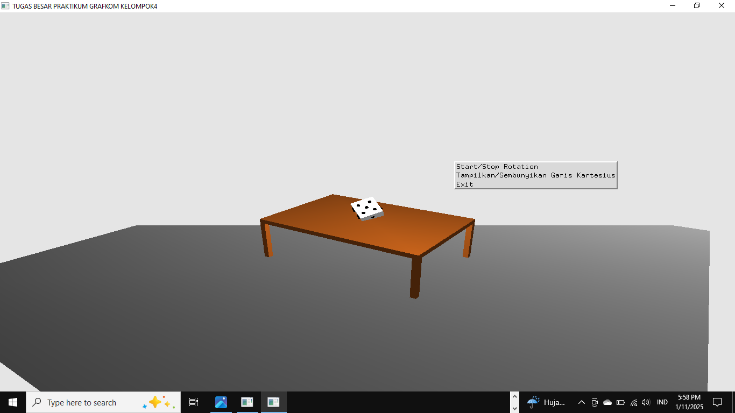 TUGAS BESAR PRAKTIKUM GRAFKOM KELOMPOK4
Start/Stop Rotation
Tampilkan/Sembunyikan Garis Kartesius
Exit
Type here to search
Huja...
IND
5:58 PM
1/11/2025